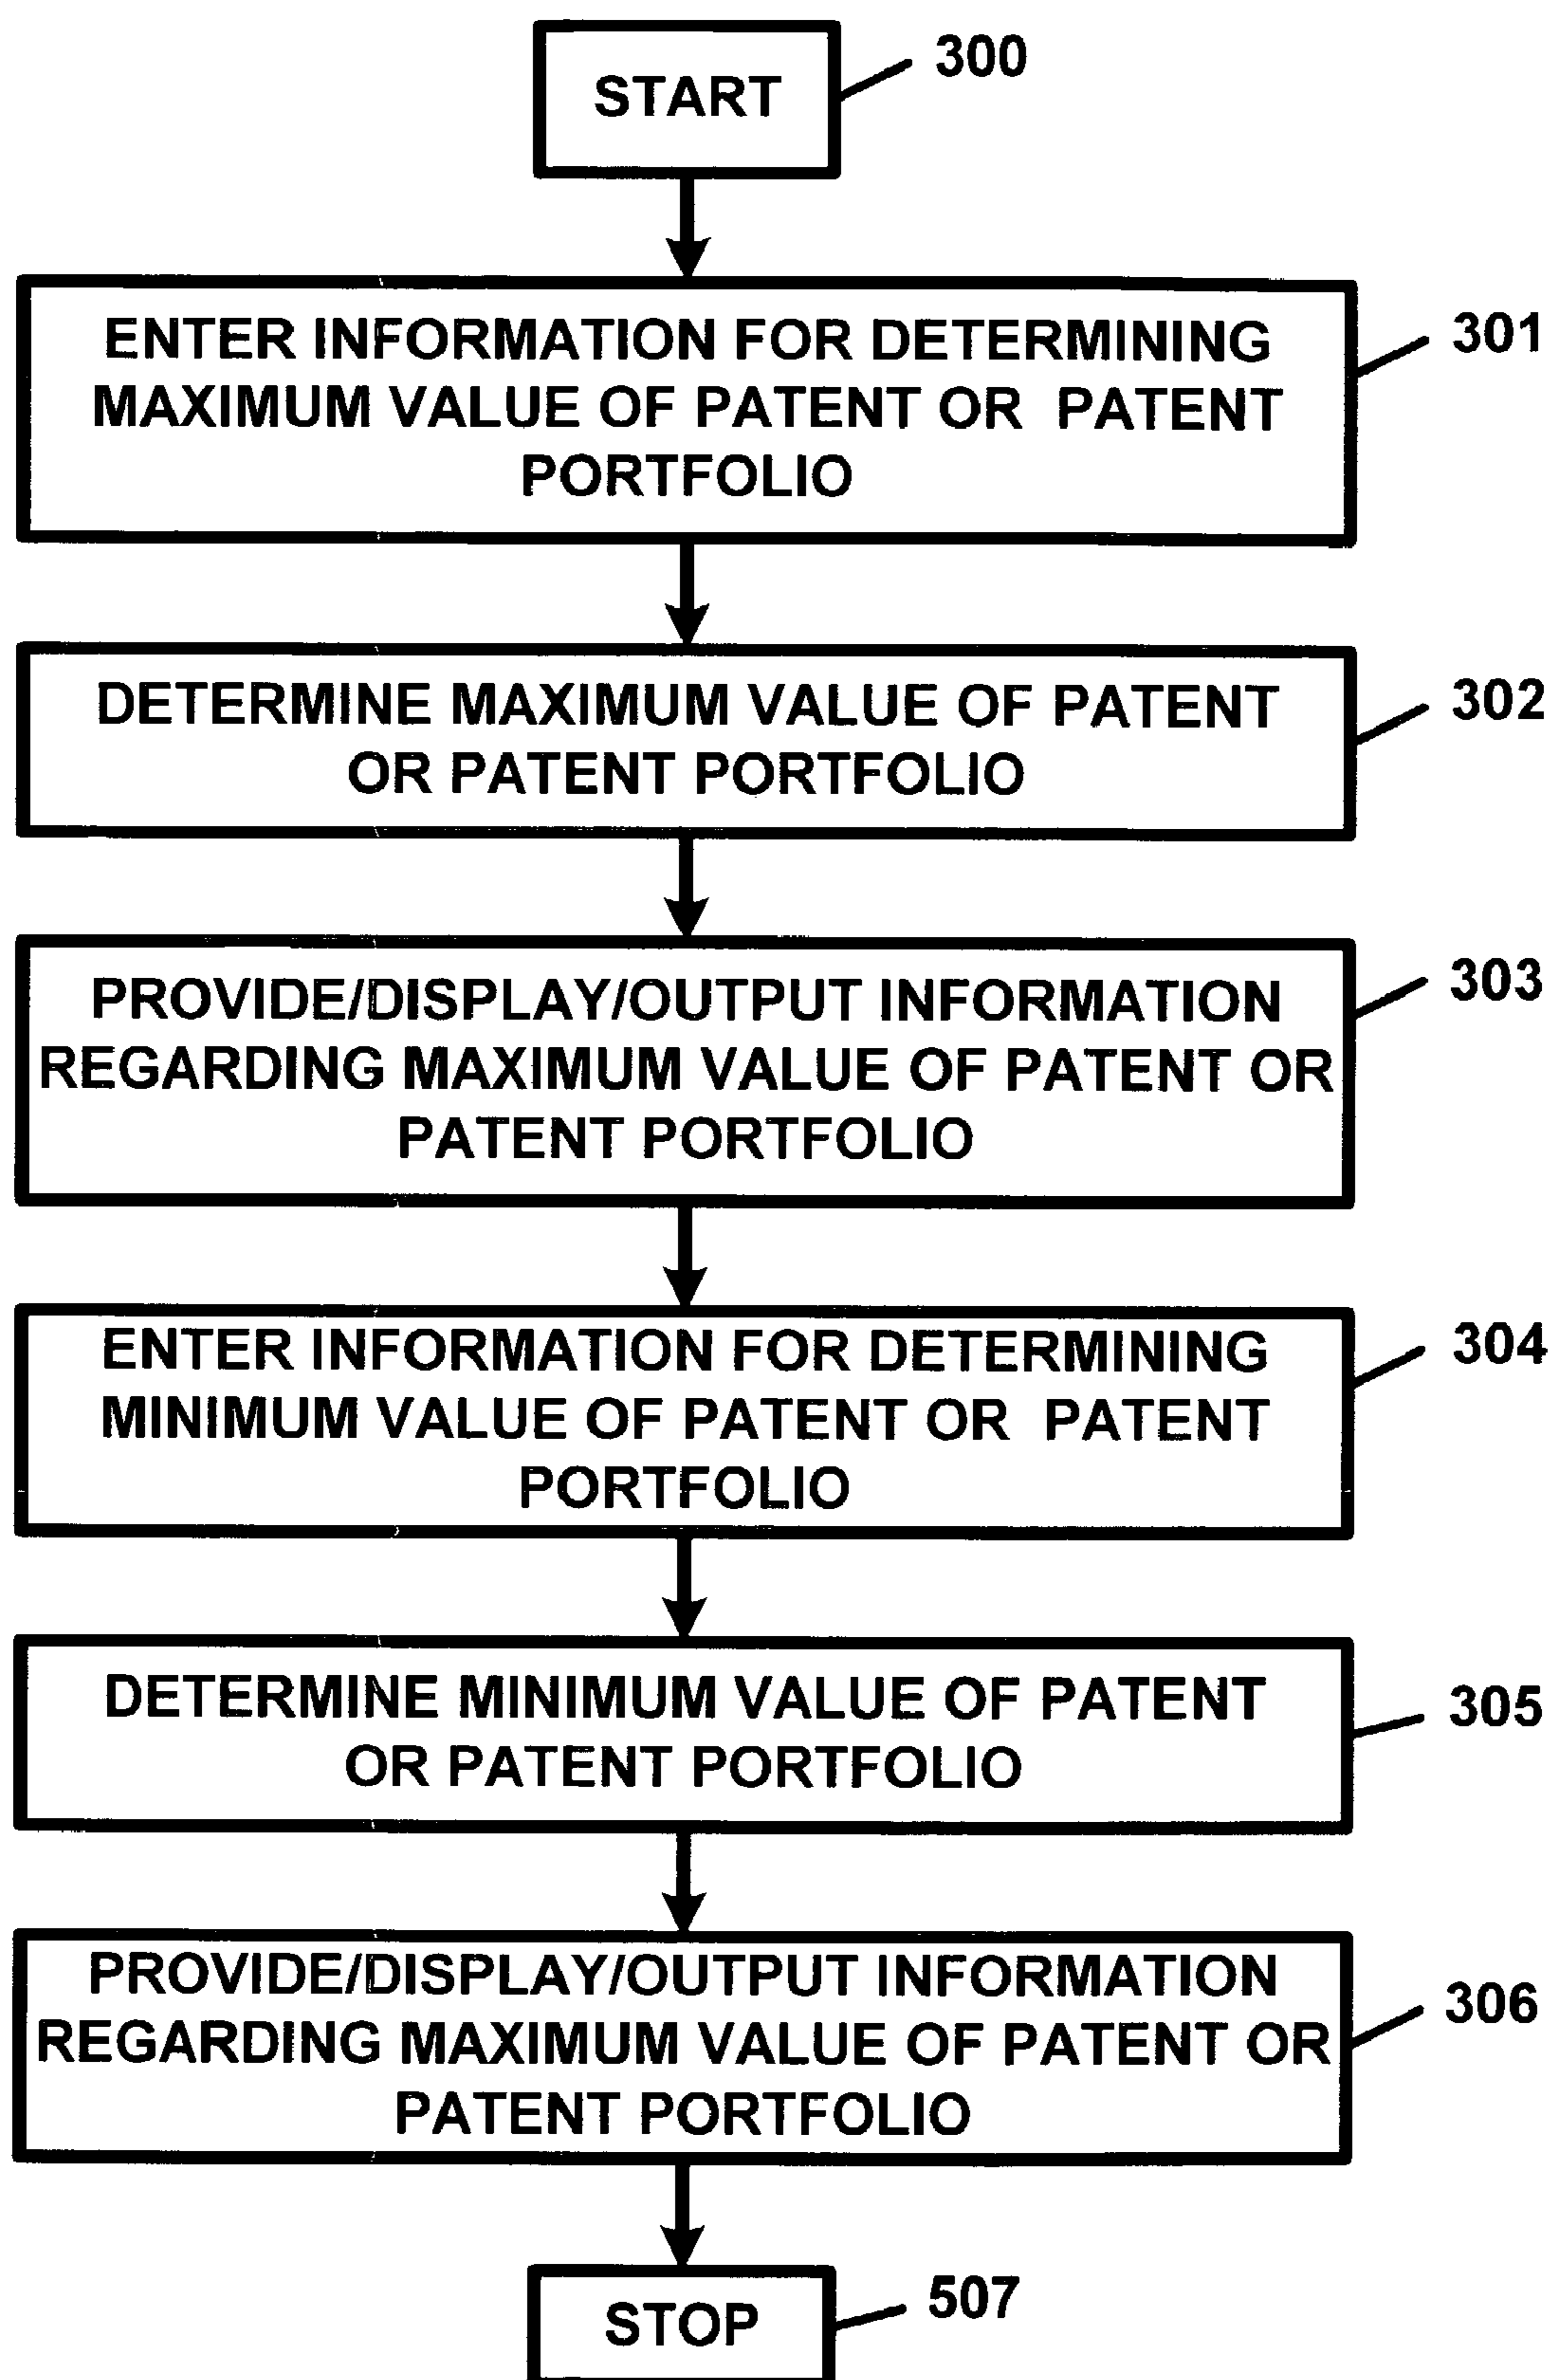 START
300
ENTER INFORMATION FOR DETERMINING
MAXIMUM VALUE OF PATENT OR PATENT
PORTFOLIO
301
DETERMINE MAXIMUM VALUE OF PATENT
OR PATENT PORTFOLIO
302
PROVIDE/DISPLAY/OUTPUT INFORMATION
REGARDING MAXIMUM VALUE OF PATENT OR
PATENT PORTFOLIO
303
ENTER INFORMATION FOR DETERMINING
MINIMUM VALUE OF PATENT OR PATENT
PORTFOLIO
304
DETERMINE MINIMUM VALUE OF PATENT
OR PATENT PORTFOLIO
305
PROVIDE/DISPLAY/OUTPUT INFORMATION
REGARDING MAXIMUM VALUE OF PATENT OR
PATENT PORTFOLIO
306
STOP
507